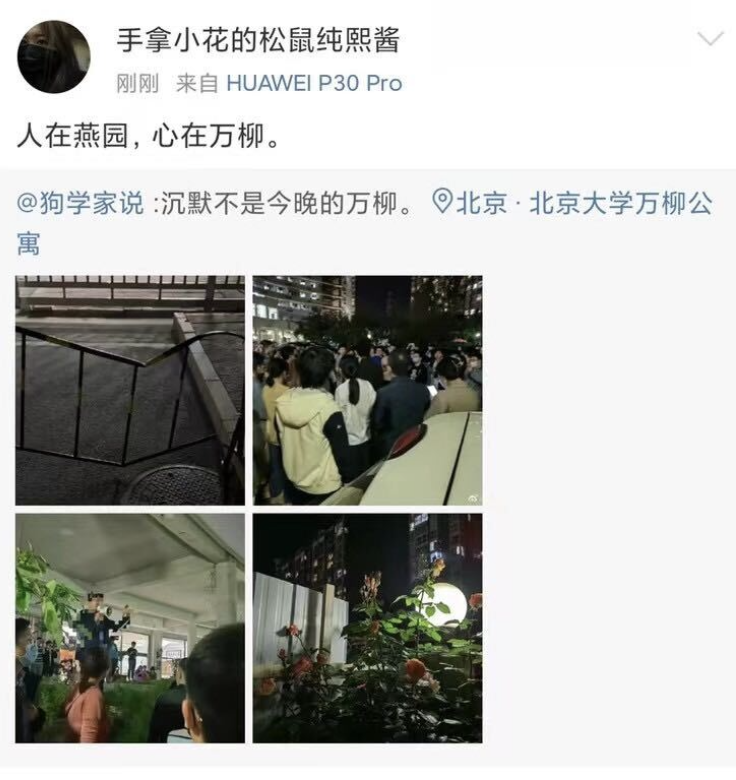 手拿小花的松鼠纯熙酱
刚刚 来自 HUAWEI P30 Pro
人在燕园，心在万柳。
@狗学家说 :沉默不是今晚的万柳。 北京 · 北京大学万柳公
寓